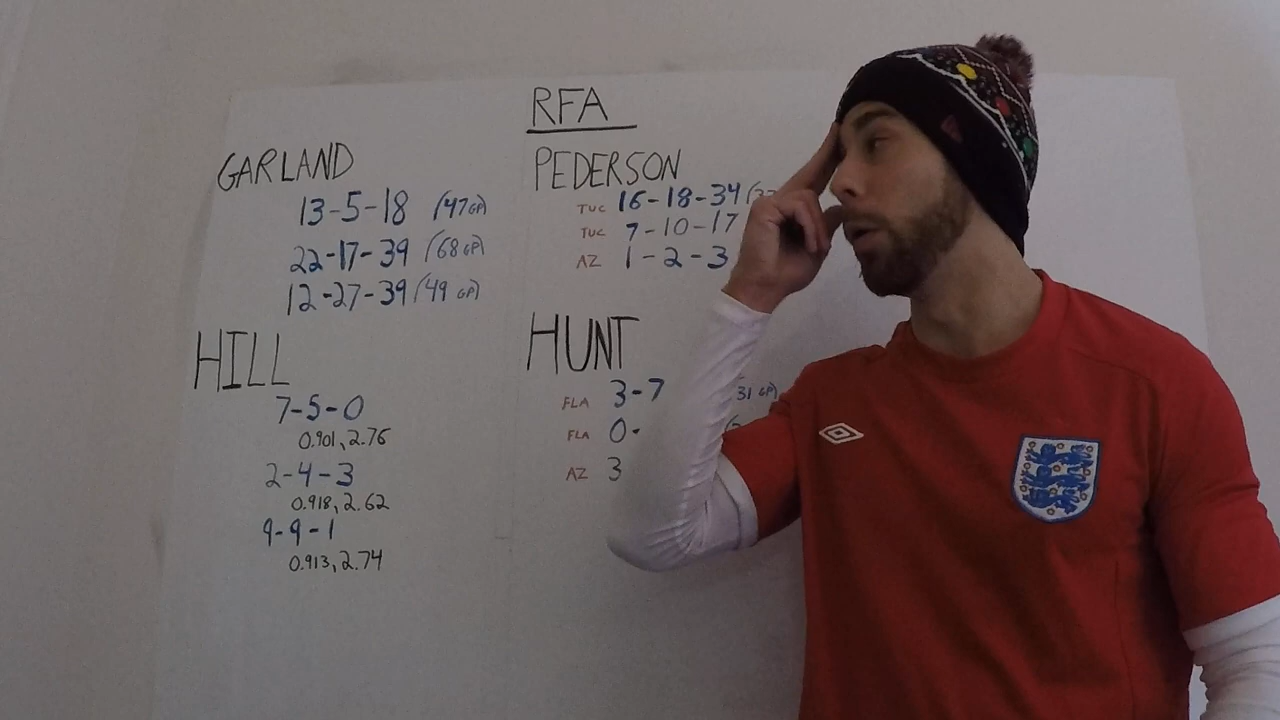 RFA
GARLAND
13-5-18 (47GP)
22-17-39 (68GP)
12-27-39 (49 GP)
HILL
7-5-0
0.901, 2.76
2-4-3
0.918, 2.62
9-9-1
0.913, 2.74
PEDERSON
TUC 16-18-34
TUC 7-10-17
AZ 1-2-3
HUNT
FLA 3-7 31 GP)
FLA 0-
AZ 3